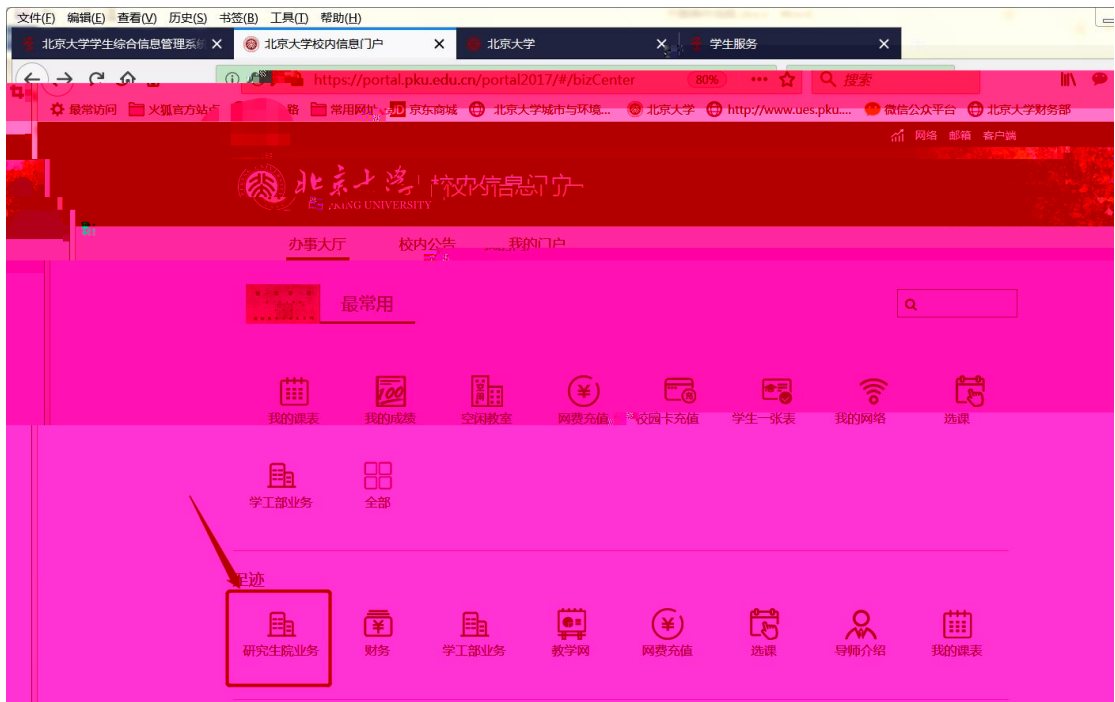 文件(F) 编辑(E) 查看(V) 历史(S) 书签(B) 工具(T) 帮助(H)
北京大学学生综合信息管理系统 北京大学校内信息门户 北京大学 学生服务
https://portal.pku.edu.cn/portal2017/#/bizCenter 80% 搜索
最常访问 火狐官方站点 常用网址 JD 京东商城 北京大学城市与环境... 北京大学 http://www.ues.pku.... 微信公众平台 北京大学财务部
网络 邮箱 客户端
北京大学 校内信息门户
UNIVERSITY
办事大厅 校内公告 我的门户
最常用
我的课表 我的成绩 空闲教室 网费充值 校园卡充值 学生一张表 我的网络 选课
学工部业务 全部
足迹
研究生院业务 财务 学工部业务 教学网 网费充值 选课 导师介绍 我的课表